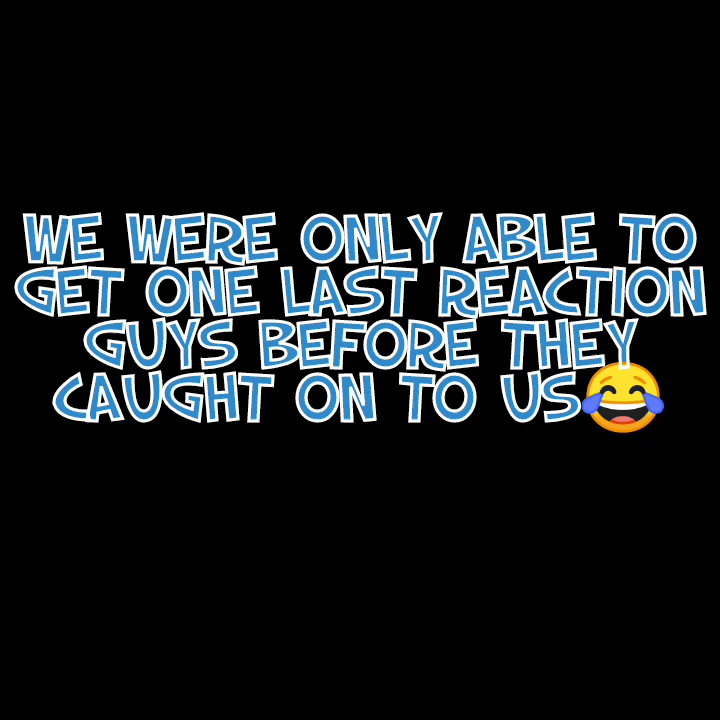 WE WERE ONLY ABLE TO
GET ONE LAST REACTION
GUYS BEFORE THEY
CAUGHT ON TO US😂